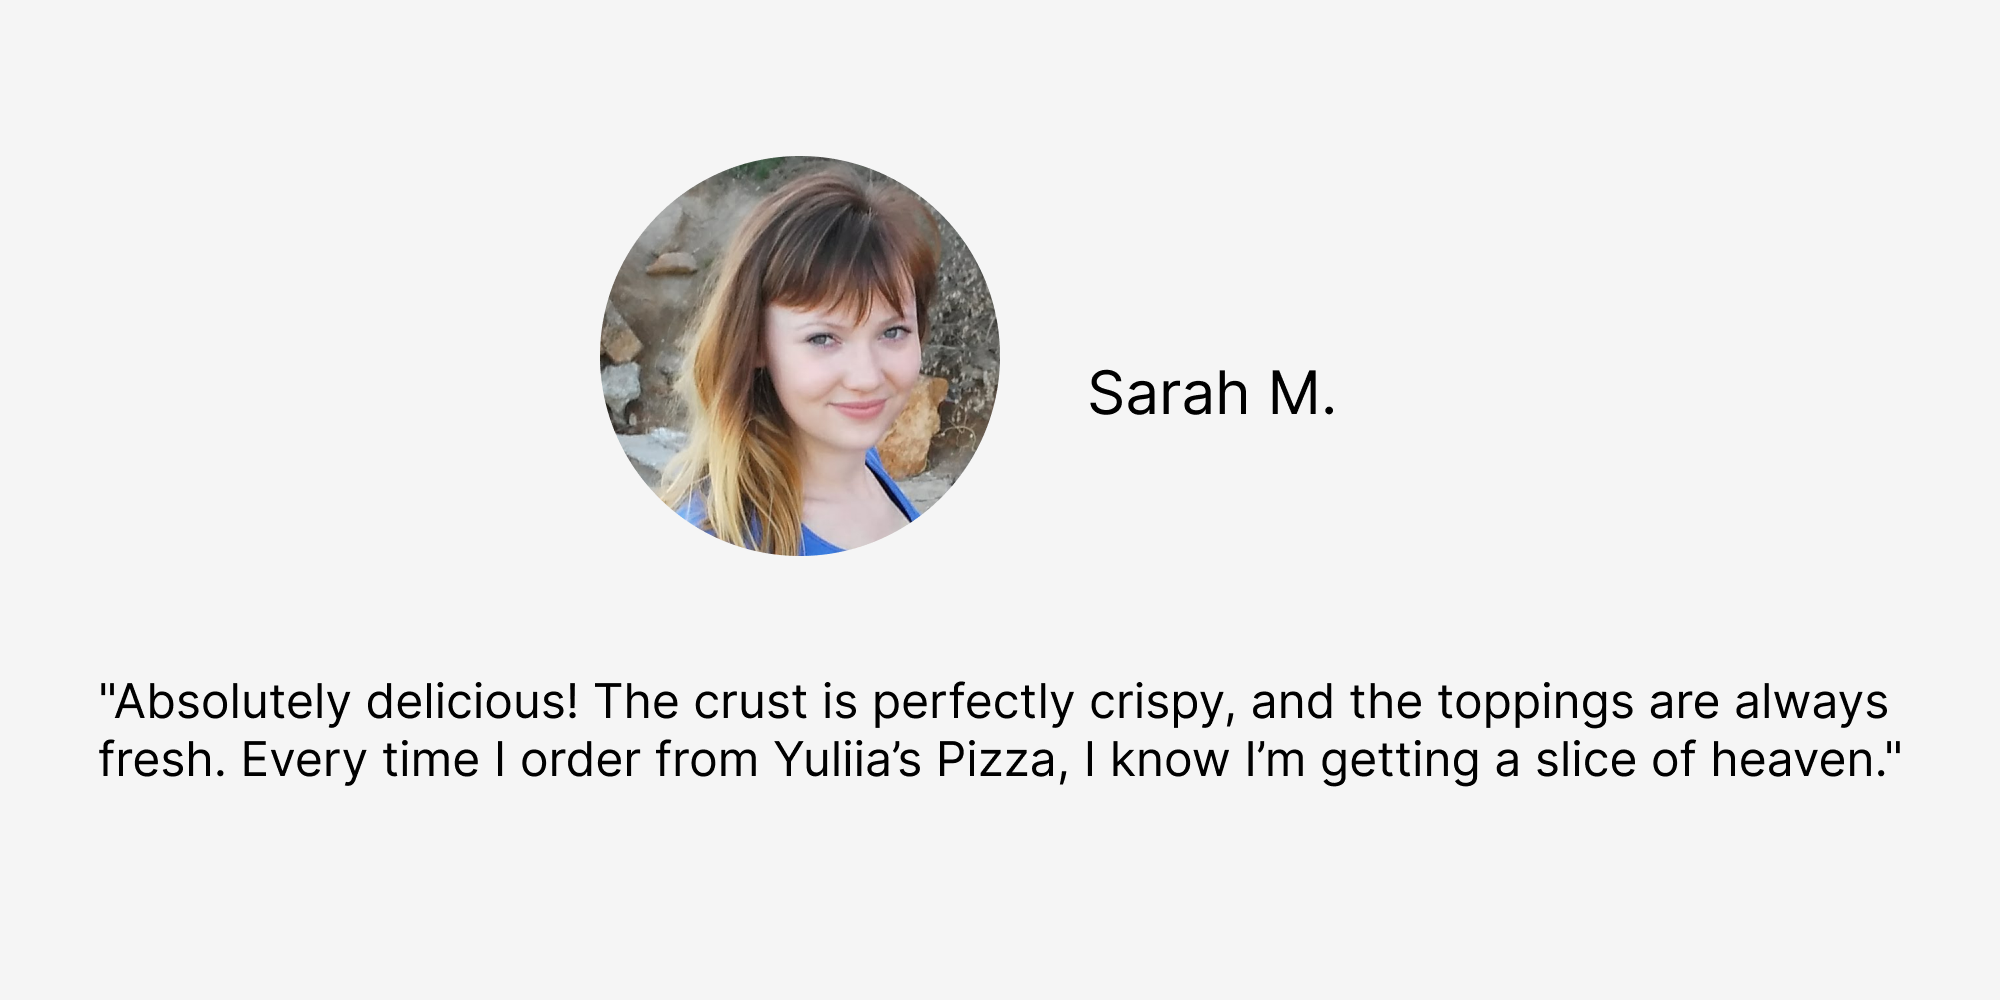 Sarah M.
"Absolutely delicious! The crust is perfectly crispy, and the toppings are always
fresh. Every time I order from Yuliia’s Pizza, I know I’m getting a slice of heaven."